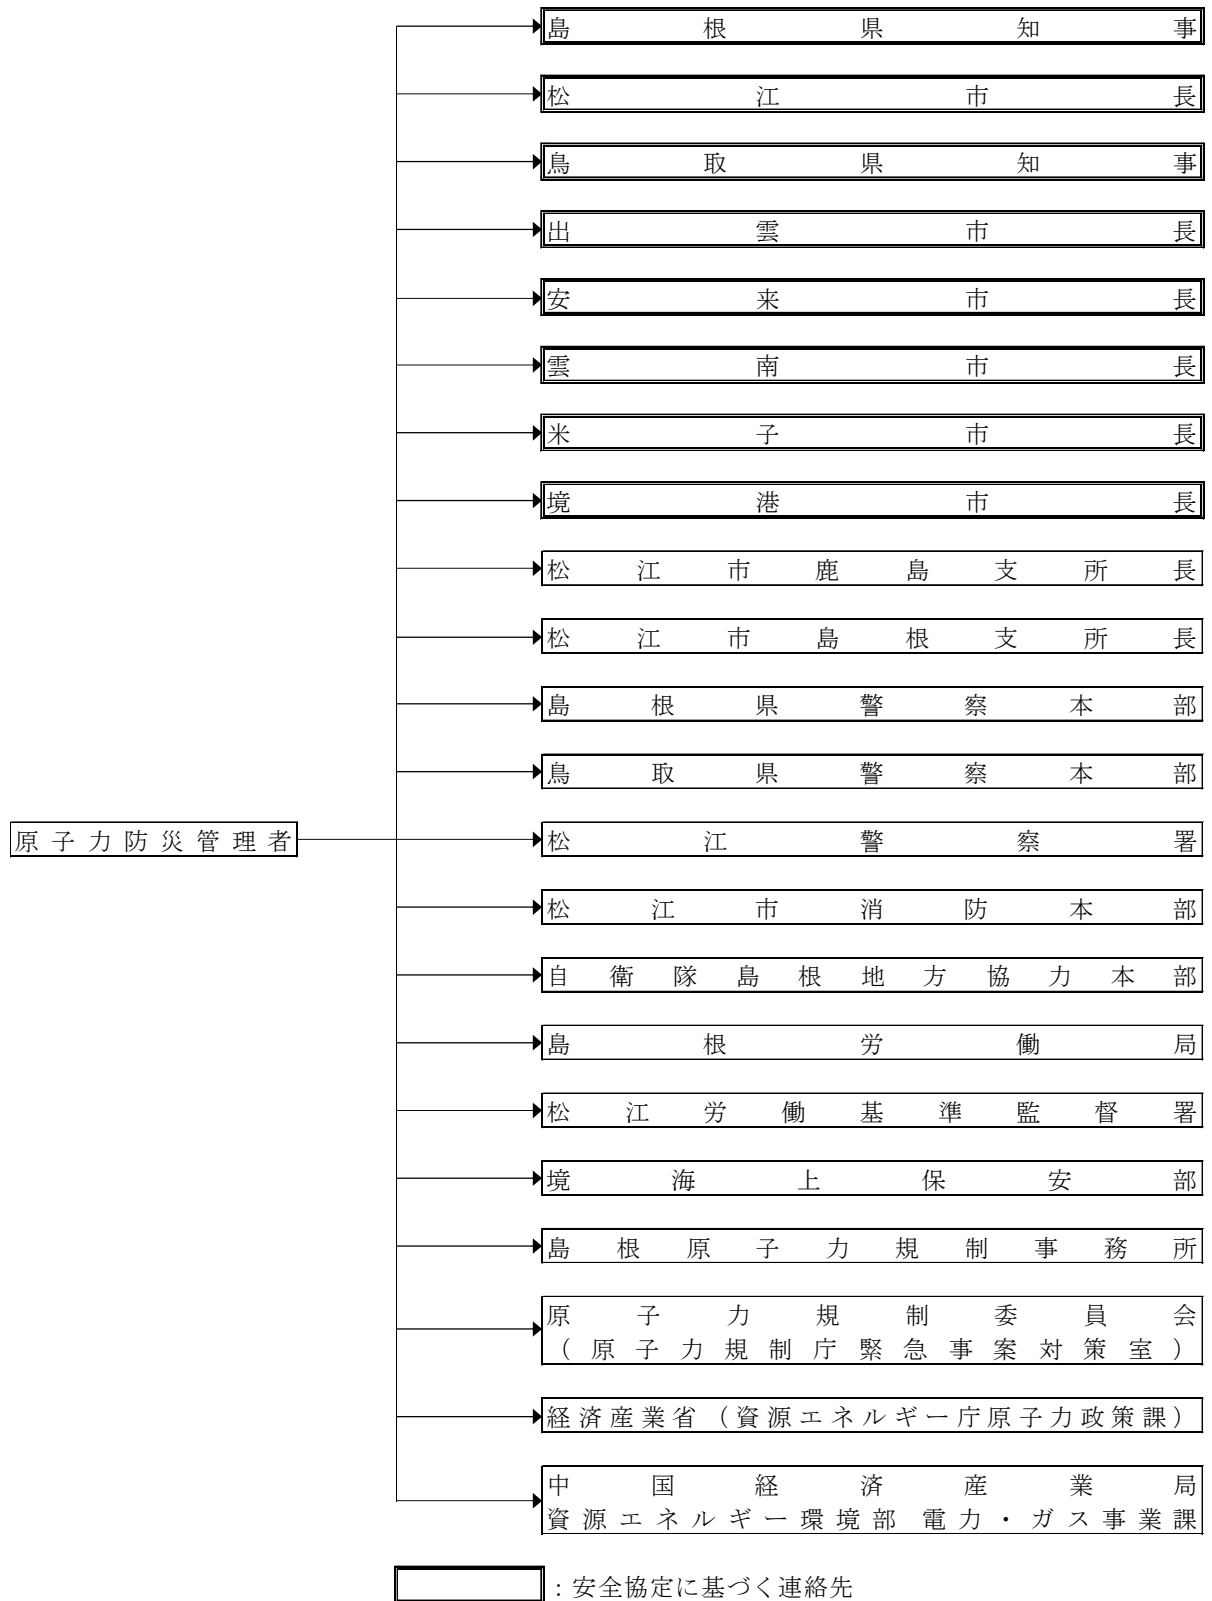 島根県知事
松江市長
鳥取県知事
出雲市長
安来市長
雲南市長
米子市長
境港市長
松江市鹿島支所長
松江市島根支所長
島根県警察本部
鳥取県警察本部
原子力防災管理者
松江警察署
松江市消防本部
自衛隊島根地方協力本部
島根労働局
松江労働基準監督署
境海上保安部
島根原子力規制事務所
原子力規制委員会
(原子力規制庁緊急事案対策室)
経済産業省(資源エネルギー庁原子力政策課)
中国経済産業局
資源エネルギー環境部 電力・ガス事業課
:安全協定に基づく連絡先